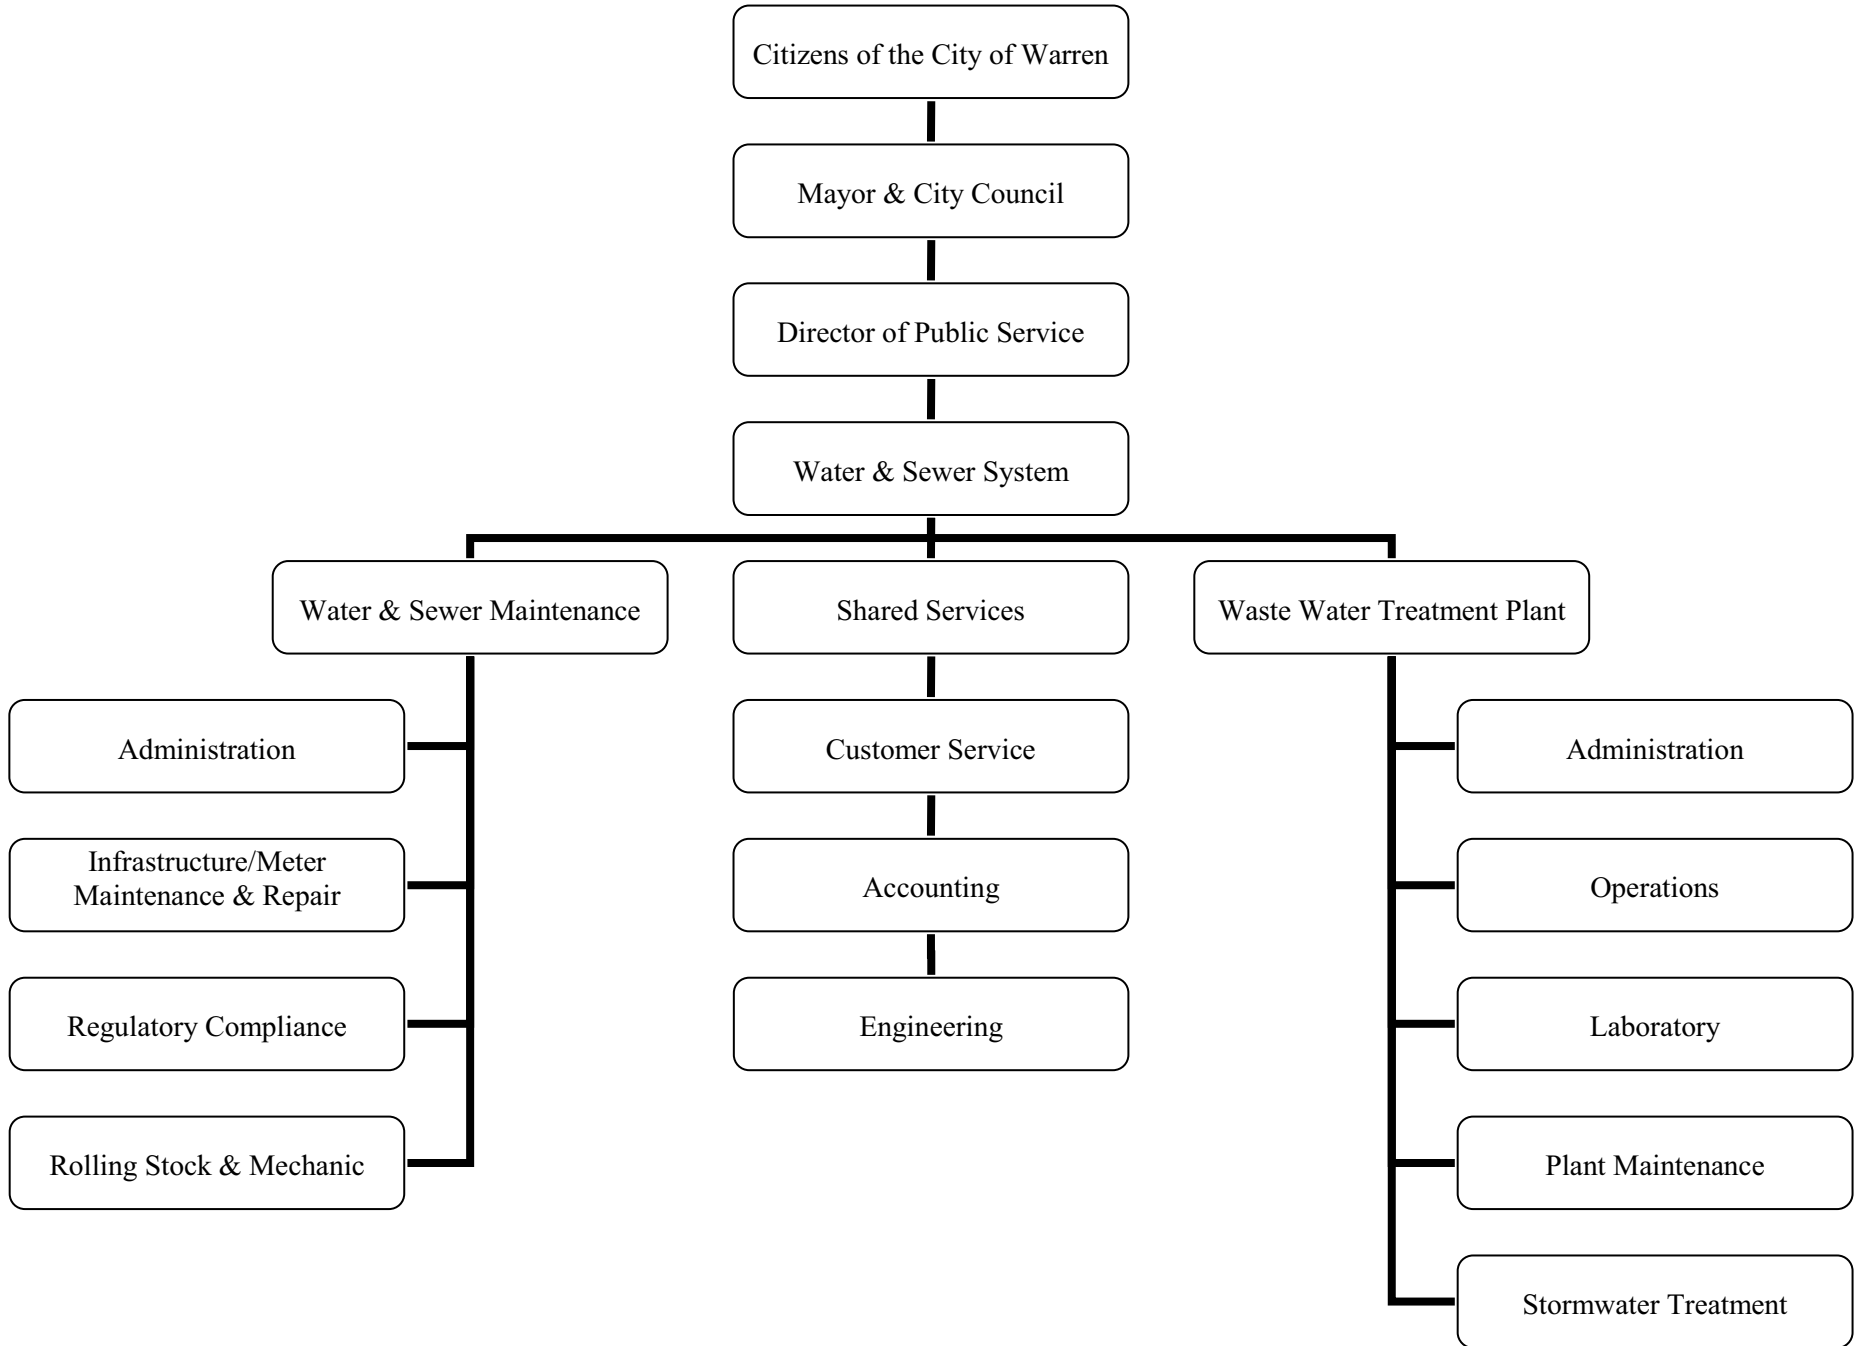 Citizens of the City of Warren
Mayor & City Council
Director of Public Service
Water & Sewer System
Water & Sewer Maintenance
Shared Services
Waste Water Treatment Plant
Administration
Customer Service
Administration
Infrastructure/Meter
Maintenance & Repair
Accounting
Operations
Regulatory Compliance
Engineering
Laboratory
Rolling Stock & Mechanic
Plant Maintenance
Stormwater Treatment